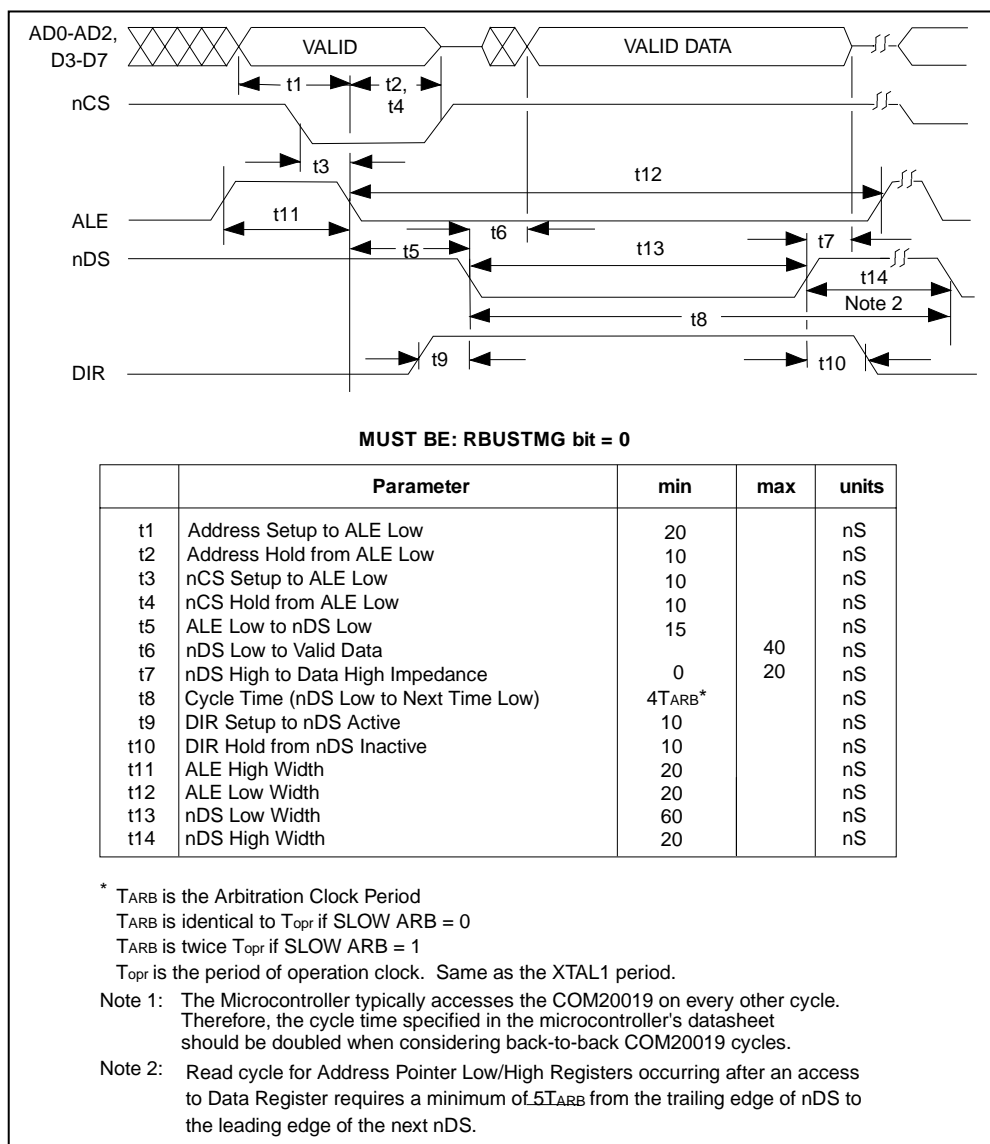 AD0-AD2,
D3-D7
VALID
VALID DATA
t1
t2,
t4
nCS
t3
t12
ALE
t11
t6
t7
nDS
t5
t13
t14
Note 2
t8
t9
t10
DIR
MUST BE: RBUSTMG bit = 0
Parameter min max units
t1 Address Setup to ALE Low 20 nS
t2 Address Hold from ALE Low 10 nS
t3 nCS Setup to ALE Low 10 nS
t4 nCS Hold from ALE Low 10 nS
t5 ALE Low to nDS Low 15 nS
t6 nDS Low to Valid Data 40 nS
t7 nDS High to Data High Impedance 0 20 nS
t8 Cycle Time (nDS Low to Next Time Low) 4TARB* nS
t9 DIR Setup to nDS Active 10 nS
t10 DIR Hold from nDS Inactive 10 nS
t11 ALE High Width 20 nS
t12 ALE Low Width 20 nS
t13 nDS Low Width 60 nS
t14 nDS High Width 20 nS
* TARB is the Arbitration Clock Period
TARB is identical to Topr if SLOW ARB = 0
TARB is twice Topr if SLOW ARB = 1
Topr is the period of operation clock. Same as the XTAL1 period.
Note 1: The Microcontroller typically accesses the COM20019 on every other cycle.
Therefore, the cycle time specified in the microcontroller's datasheet
should be doubled when considering back-to-back COM20019 cycles.
Note 2: Read cycle for Address Pointer Low/High Registers occurring after an access
to Data Register requires a minimum of 5TARB from the trailing edge of nDS to
the leading edge of the next nDS.